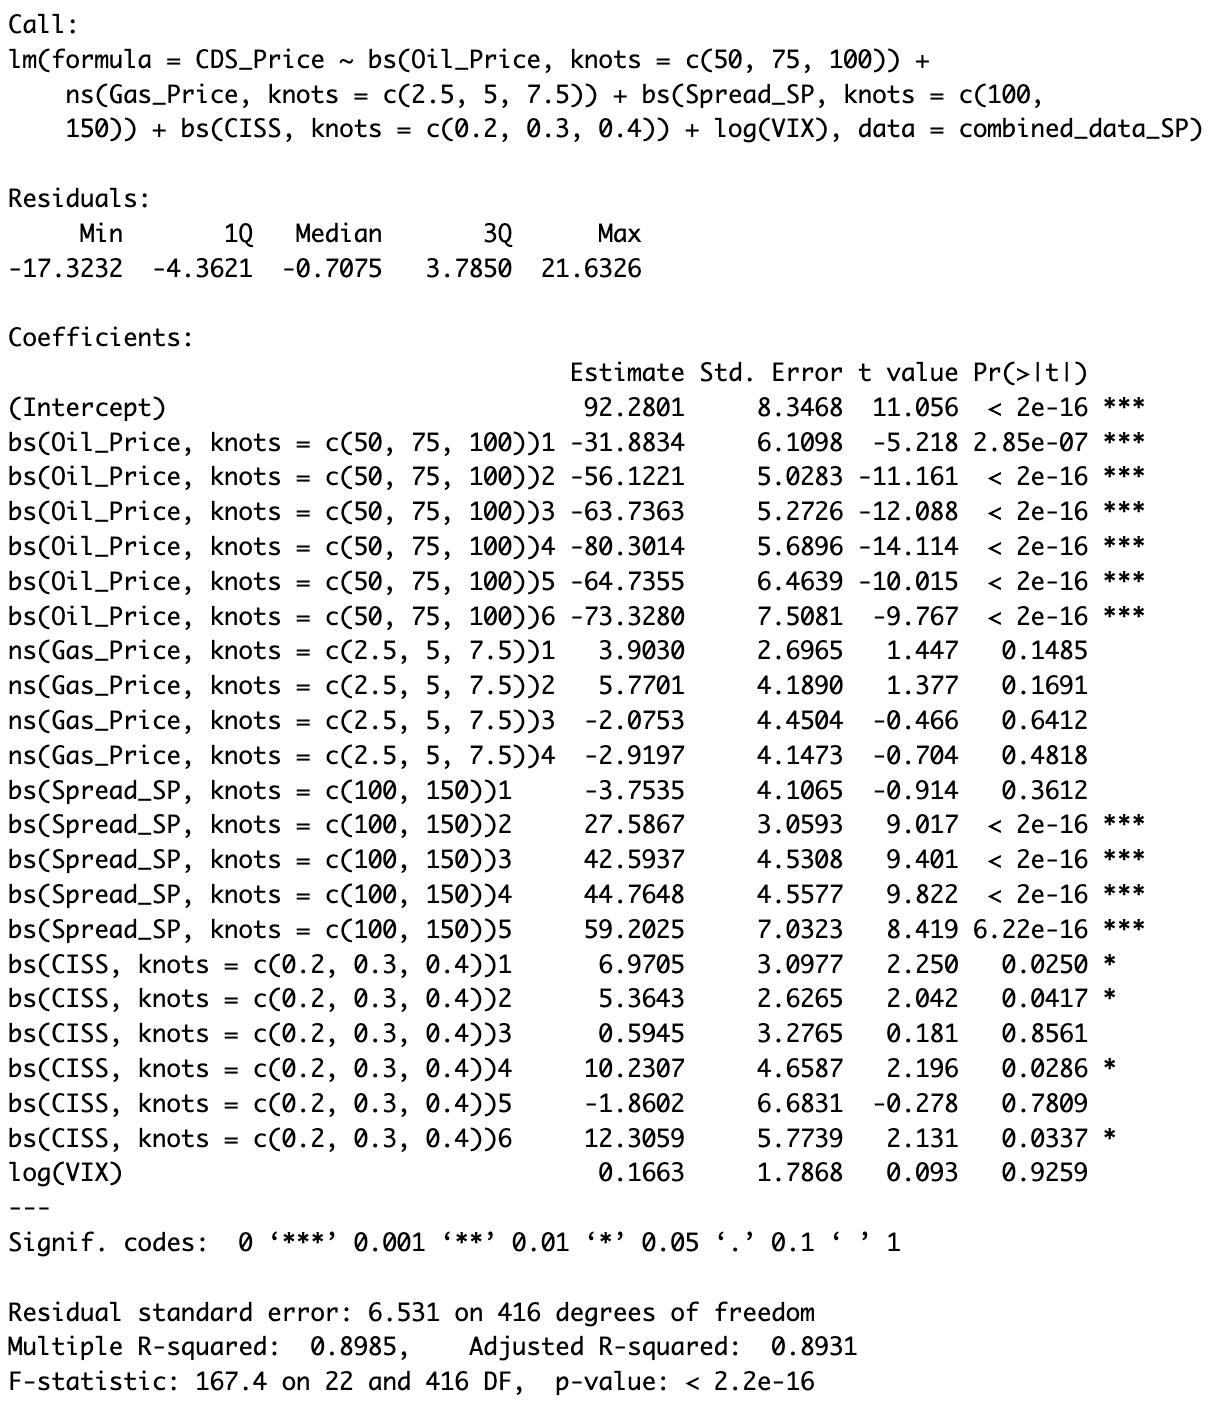 Call:
lm(formula = CDS_Price ~ bs(Oil_Price, knots = c(50, 75, 100)) +
    ns(Gas_Price, knots = c(2.5, 5, 7.5)) + bs(Spread_SP, knots = c(100,
    150)) + bs(CISS, knots = c(0.2, 0.3, 0.4)) + log(VIX), data = combined_data_SP)

Residuals:
     Min       1Q   Median       3Q      Max
-17.3232  -4.3621  -0.7075   3.7850  21.6326

Coefficients:
                                       Estimate Std. Error t value Pr(>|t|)
(Intercept)                             92.2801     8.3468  11.056  < 2e-16 ***
bs(Oil_Price, knots = c(50, 75, 100))1 -31.8834     6.1098  -5.218 2.85e-07 ***
bs(Oil_Price, knots = c(50, 75, 100))2 -56.1221     5.0283 -11.161  < 2e-16 ***
bs(Oil_Price, knots = c(50, 75, 100))3 -63.7363     5.2726 -12.088  < 2e-16 ***
bs(Oil_Price, knots = c(50, 75, 100))4 -80.3014     5.6896 -14.114  < 2e-16 ***
bs(Oil_Price, knots = c(50, 75, 100))5 -64.7355     6.4639 -10.015  < 2e-16 ***
bs(Oil_Price, knots = c(50, 75, 100))6 -73.3280     7.5081  -9.767  < 2e-16 ***
ns(Gas_Price, knots = c(2.5, 5, 7.5))1   3.9030     2.6965   1.447   0.1485
ns(Gas_Price, knots = c(2.5, 5, 7.5))2   5.7701     4.1890   1.377   0.1691
ns(Gas_Price, knots = c(2.5, 5, 7.5))3  -2.0753     4.4504  -0.466   0.6412
ns(Gas_Price, knots = c(2.5, 5, 7.5))4  -2.9197     4.1473  -0.704   0.4818
bs(Spread_SP, knots = c(100, 150))1     -3.7535     4.1065  -0.914   0.3612
bs(Spread_SP, knots = c(100, 150))2     27.5867     3.0593   9.017  < 2e-16 ***
bs(Spread_SP, knots = c(100, 150))3     42.5937     4.5308   9.401  < 2e-16 ***
bs(Spread_SP, knots = c(100, 150))4     44.7648     4.5577   9.822  < 2e-16 ***
bs(Spread_SP, knots = c(100, 150))5     59.2025     7.0323   8.419 6.22e-16 ***
bs(CISS, knots = c(0.2, 0.3, 0.4))1      6.9705     3.0977   2.250   0.0250 *
bs(CISS, knots = c(0.2, 0.3, 0.4))2      5.3643     2.6265   2.042   0.0417 *
bs(CISS, knots = c(0.2, 0.3, 0.4))3      0.5945     3.2765   0.181   0.8561
bs(CISS, knots = c(0.2, 0.3, 0.4))4     10.2307     4.6587   2.196   0.0286 *
bs(CISS, knots = c(0.2, 0.3, 0.4))5     -1.8602     6.6831  -0.278   0.7809
bs(CISS, knots = c(0.2, 0.3, 0.4))6     12.3059     5.7739   2.131   0.0337 *
log(VIX)                                 0.1663     1.7868   0.093   0.9259
---
Signif. codes:  0 ‘***’ 0.001 ‘**’ 0.01 ‘*’ 0.05 ‘.’ 0.1 ‘ ’ 1

Residual standard error: 6.531 on 416 degrees of freedom
Multiple R-squared:  0.8985,    Adjusted R-squared:  0.8931
F-statistic: 167.4 on 22 and 416 DF,  p-value: < 2.2e-16